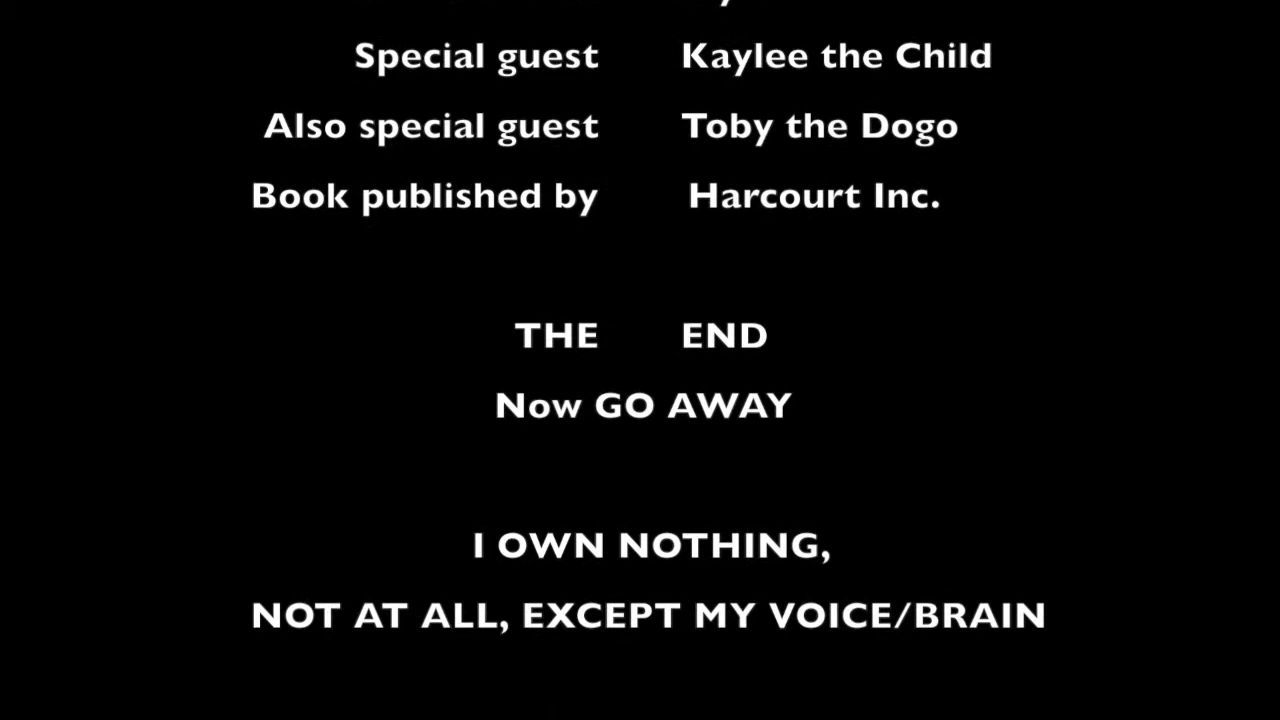 Special guest Kaylee the Child
Also special guest Toby the Dogo
Book published by Harcourt Inc.
THE END
Now GO AWAY
I OWN NOTHING,
NOT AT ALL, EXCEPT MY VOICE/BRAIN